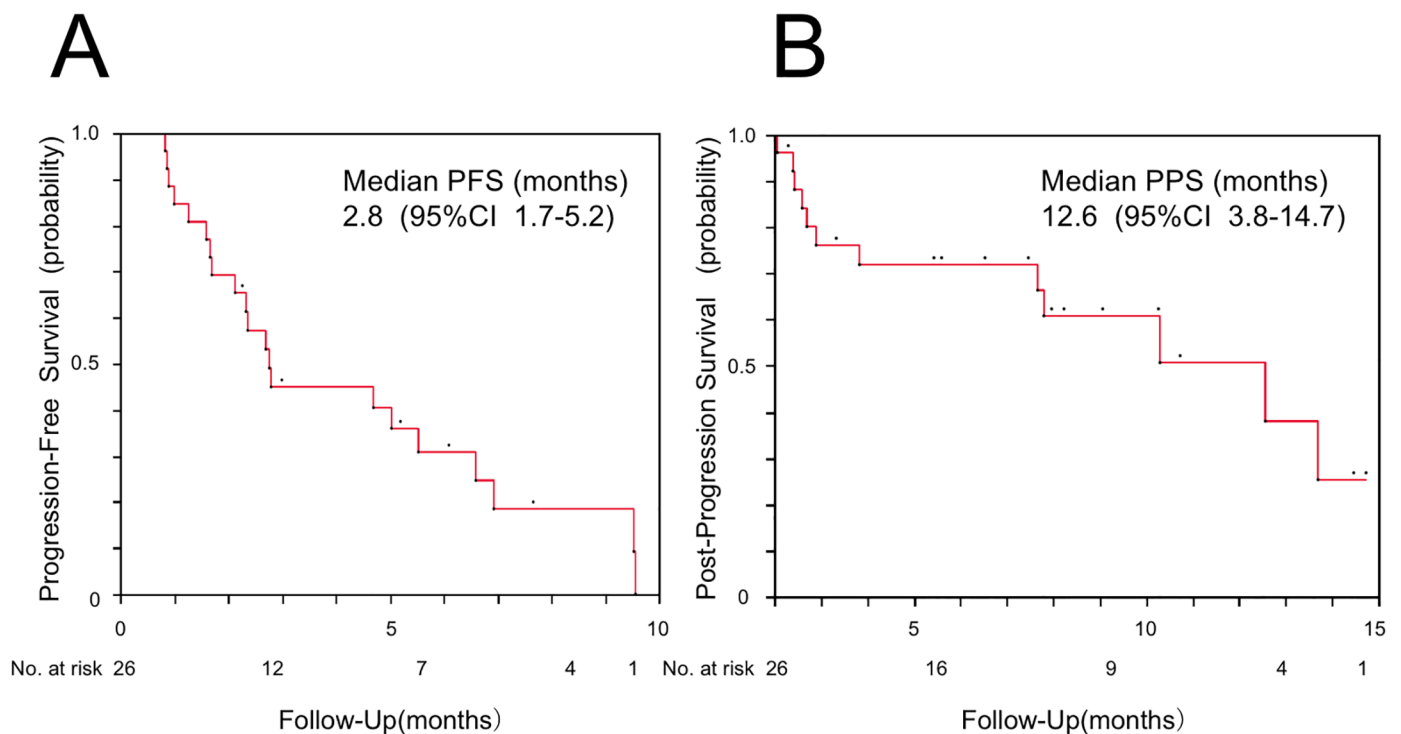 A
B
Progression-Free Survival (probability)
1.0
0.5
0
Median PFS (months)
2.8 (95%CI 1.7-5.2)
0 5 10
No. at risk 26 12 7 4 1
Follow-Up(months)
Post-Progression Survival (probability)
1.0
0.5
0
Median PPS (months)
12.6 (95%CI 3.8-14.7)
5 10 15
No. at risk 26 16 9 4 1
Follow-Up(months)